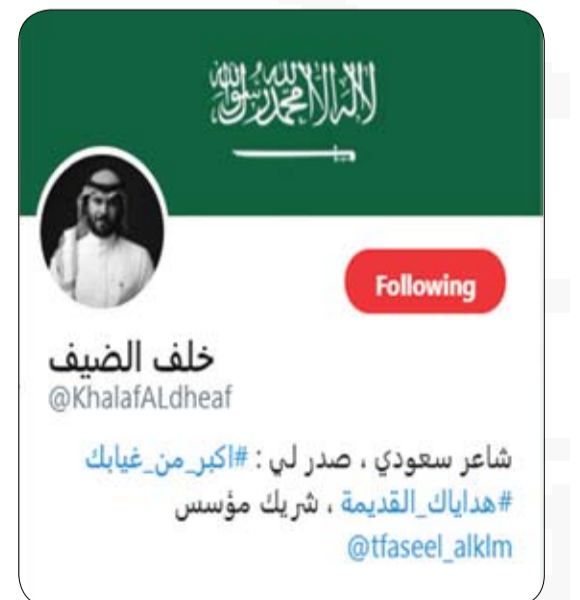 لا إله إلا الله محمد رسول الله
Following
خلف الضيف
@KhalafALdheaf
شاعر سعودي ، صدر لي : #اكبر_من_غيابك
#هداياك_القديمة ، شريك مؤسس
@tfaseel_alklm